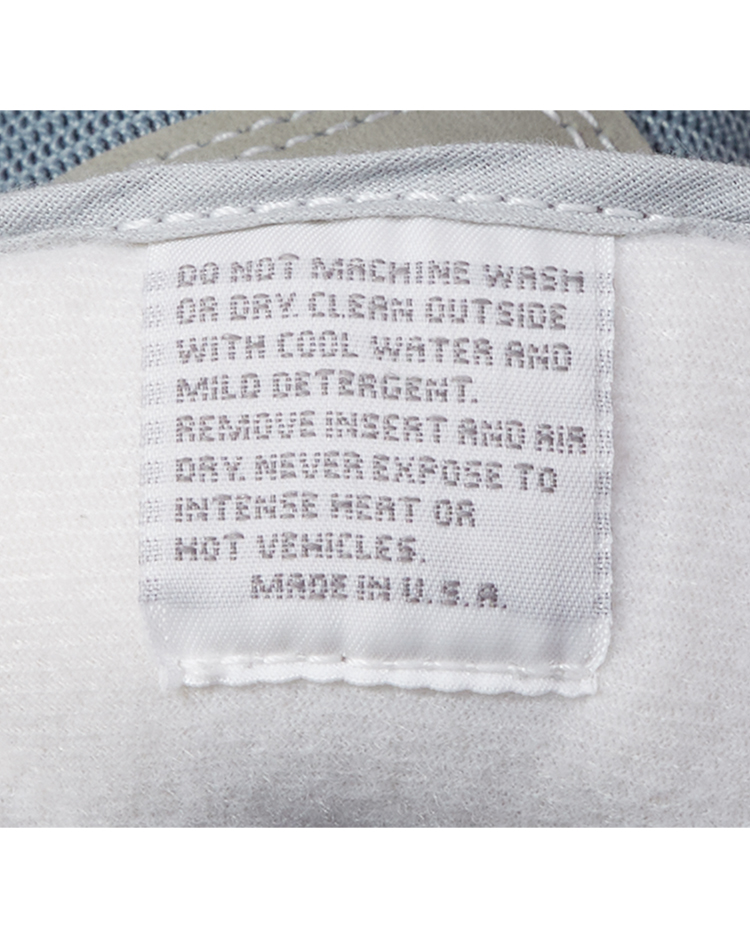 DO NOT MACHINE WASH
OR DRY. CLEAN OUTSIDE
WITH COOL WATER AND
MILD DETERGENT.
REMOVE INSERT AND AIR
DRY. NEVER EXPOSE TO
INTENSE HEAT OR
HOT VEHICLES.
MADE IN U.S.A.